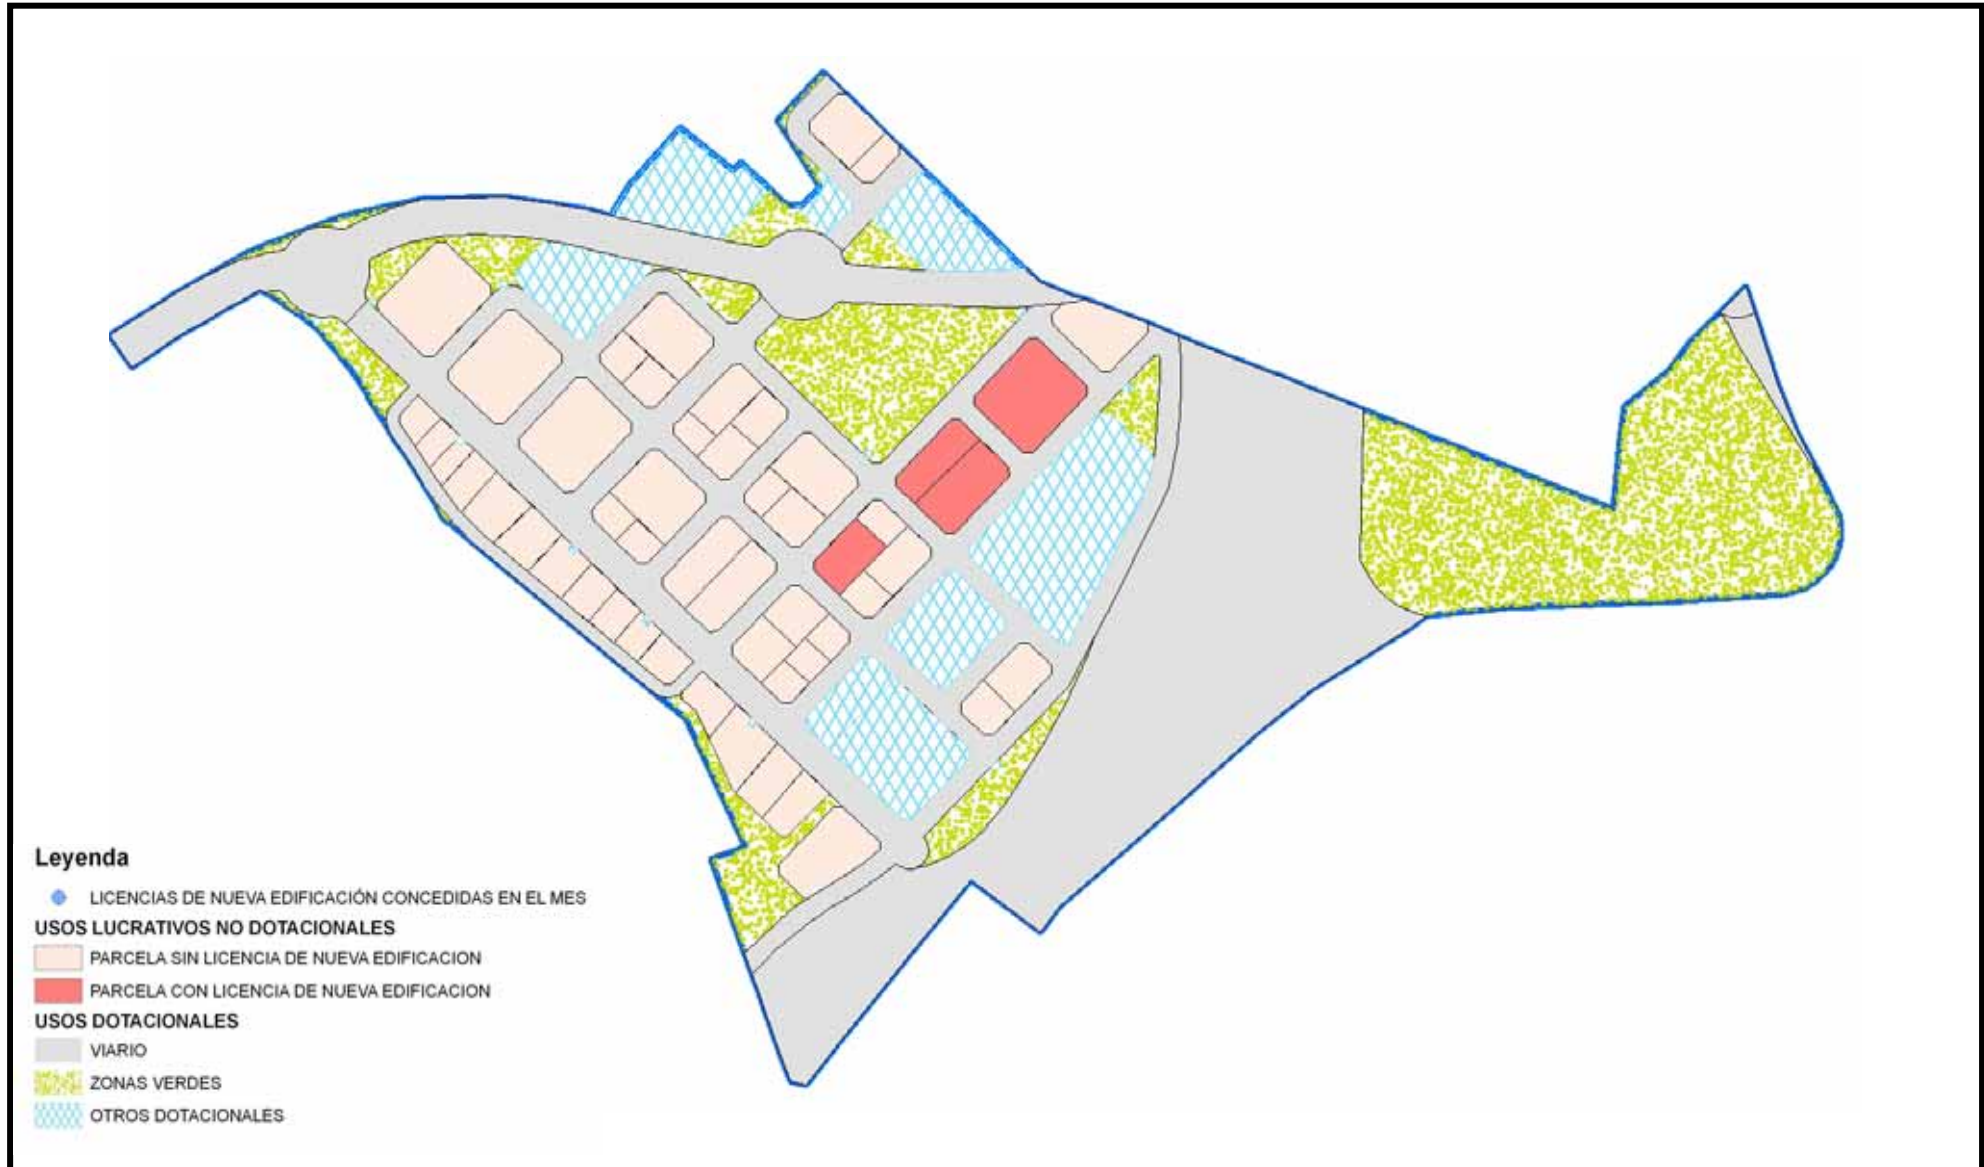 Leyenda
LICENCIAS DE NUEVA EDIFICACIÓN CONCEDIDAS EN EL MES
USOS LUCRATIVOS NO DOTACIONALES
PARCELA SIN LICENCIA DE NUEVA EDIFICACION
PARCELA CON LICENCIA DE NUEVA EDIFICACION
USOS DOTACIONALES
VIARIO
ZONAS VERDES
OTROS DOTACIONALES